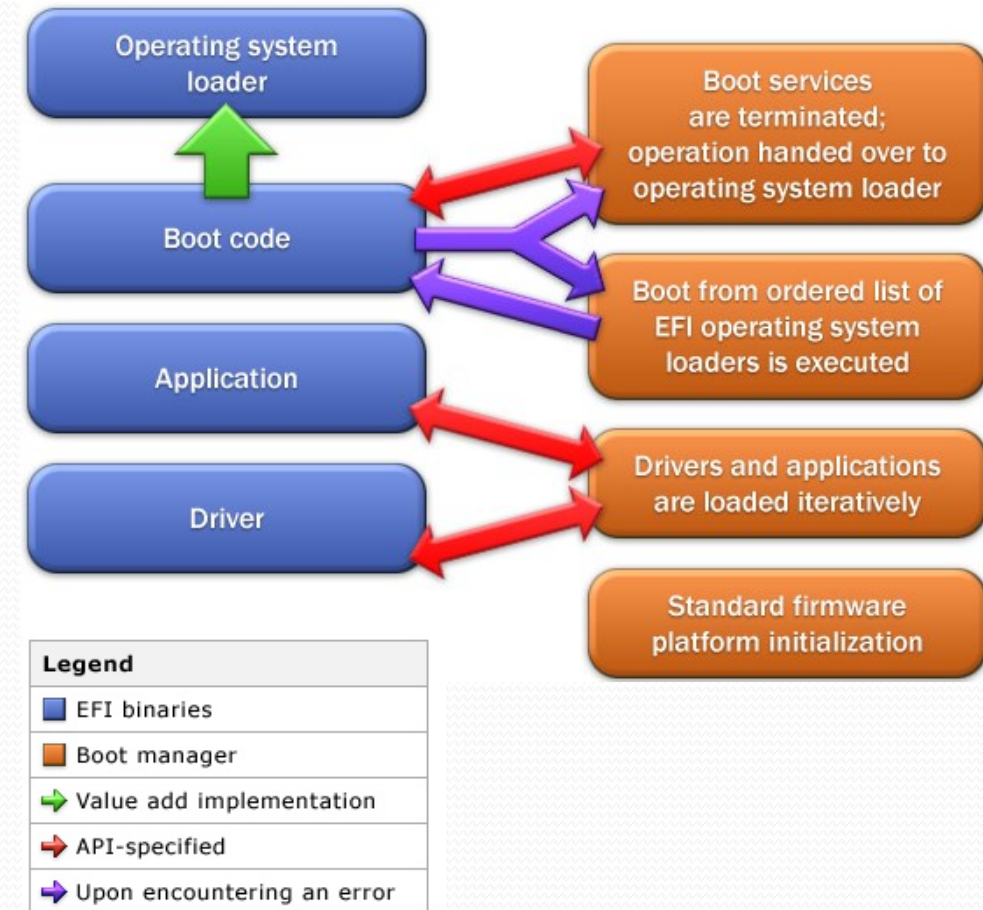 Operating system
loader
Boot code
Application
Driver
Boot services
are terminated;
operation handed over to
operating system loader
Boot from ordered list of
EFI operating system
loaders is executed
Drivers and applications
are loaded iteratively
Standard firmware
platform initialization
Legend
EFI binaries
Boot manager
Value add implementation
API-specified
Upon encountering an error